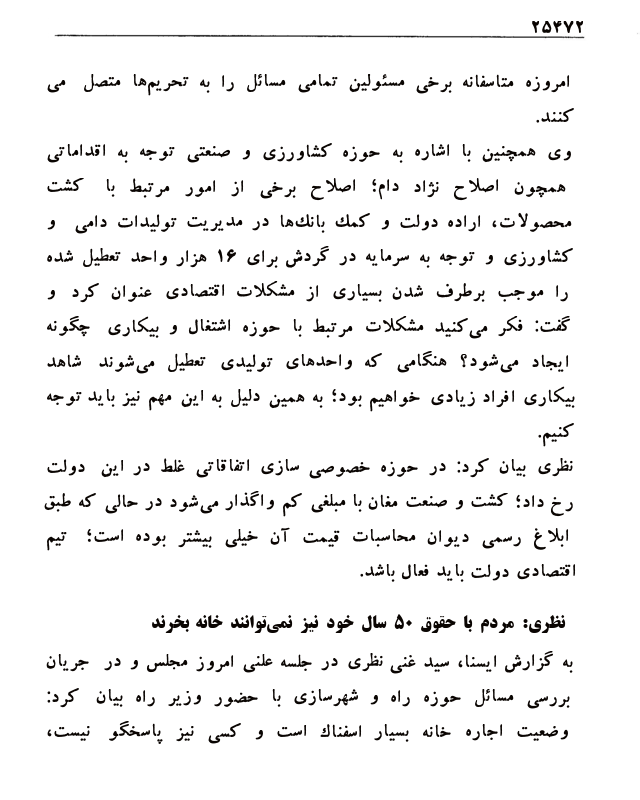 ۲۵۴۷۲
امروزه متاسفانه برخی مسئولین تمامی مسائل را به تحریم‌ها متصل می
کنند.
وی همچنین با اشاره به حوزه کشاورزی و صنعتی توجه به اقداماتی
همچون اصلاح نژاد دام؛ اصلاح برخی از امور مرتبط با کشت
محصولات، اراده دولت و کمك بانك‌ها در مدیریت تولیدات دامی و
کشاورزی و توجه به سرمایه در گردش برای ۱۶ هزار واحد تعطیل شده
را موجب برطرف شدن بسیاری از مشکلات اقتصادی عنوان کرد و
گفت: فکر می‌کنید مشکلات مرتبط با حوزه اشتغال و بیکاری چگونه
ایجاد می‌شود؟ هنگامی که واحدهای تولیدی تعطیل می‌شوند شاهد
بیکاری افراد زیادی خواهیم بود؛ به همین دلیل به این مهم نیز باید توجه
کنیم.
نظری بیان کرد: در حوزه خصوصی سازی اتفاقاتی غلط در این دولت
رخ داد؛ کشت و صنعت مغان با مبلغی کم واگذار می‌شود در حالی که طبق
ابلاغ رسمی دیوان محاسبات قیمت آن خیلی بیشتر بوده است؛ تیم
اقتصادی دولت باید فعال باشد.
نظری: مردم با حقوق ۵۰ سال خود نیز نمی‌توانند خانه بخرند
به گزارش ایسنا، سید غنی نظری در جلسه علنی امروز مجلس و در جریان
بررسی مسائل حوزه راه و شهرسازی با حضور وزیر راه بیان کرد:
وضعیت اجاره خانه بسیار اسفناك است و کسی نیز پاسخگو نیست،